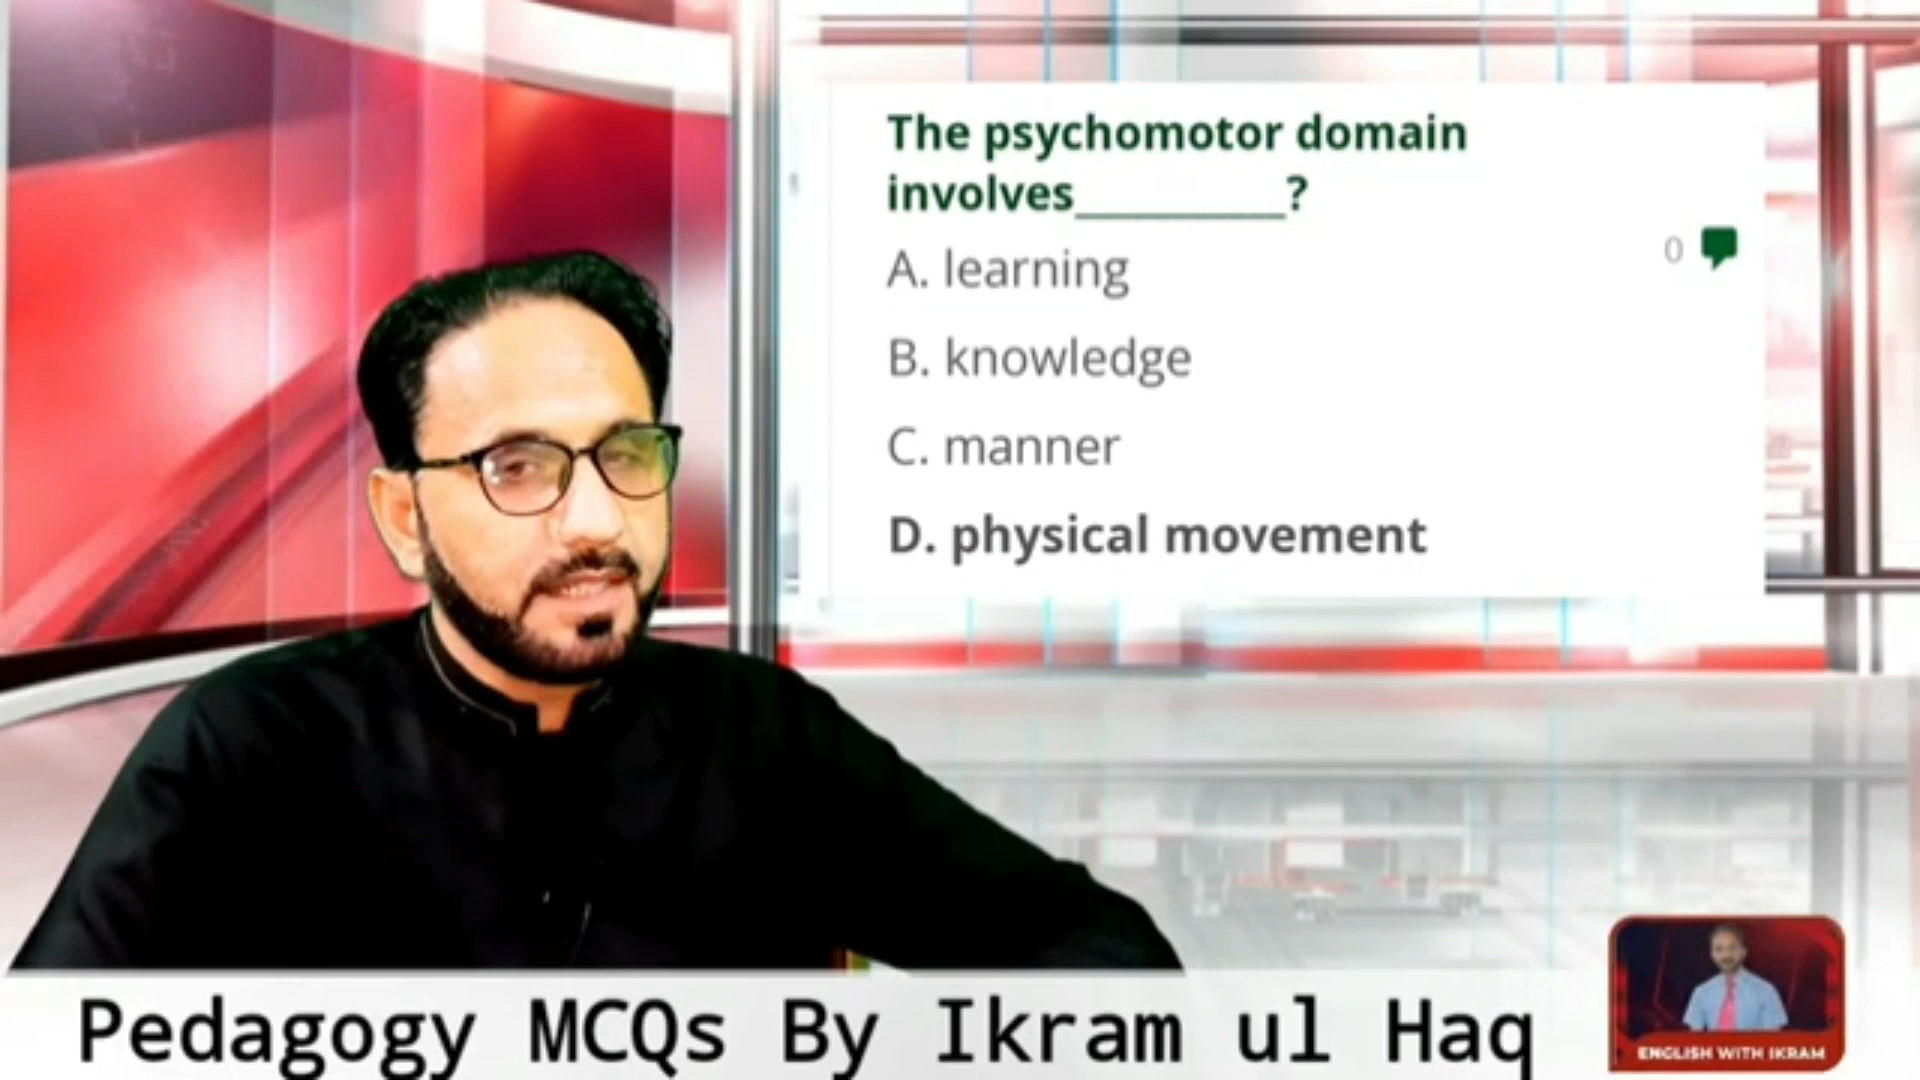 The psychomotor domain
involves__________?
0
A. learning
B. knowledge
C. manner
D. physical movement
Pedagogy MCQs By Ikram ul Haq
ENGLISH WITH IKRAM